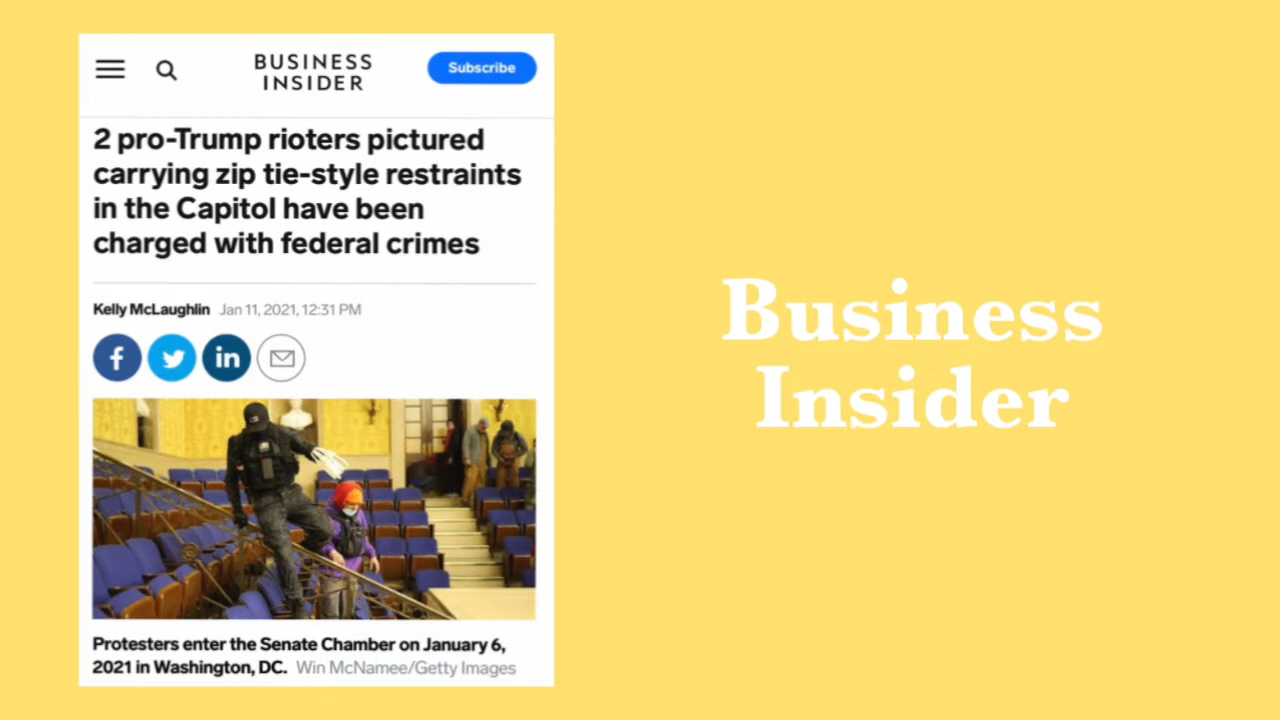 BUSINESS
INSIDER
Subscribe
2 pro-Trump rioters pictured
carrying zip tie-style restraints
in the Capitol have been
charged with federal crimes
Kelly McLaughlin Jan 11, 2021, 12:31 PM
Protesters enter the Senate Chamber on January 6,
2021 in Washington, DC. Win McNamee/Getty Images
Business
Insider